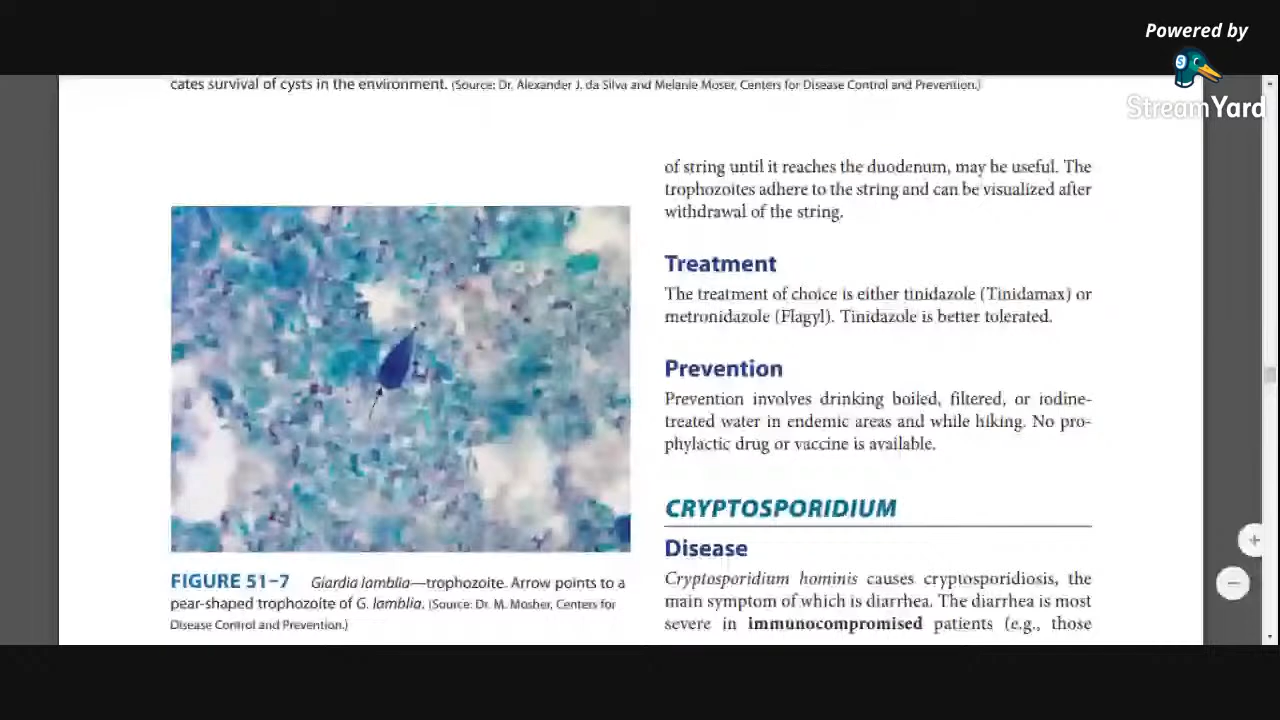 Powered by
StreamYard
cates survival of cysts in the environment. (Source: Dr. Alexander J. da Silva and Melanie Moser, Centers for Disease Control and Prevention.)
FIGURE 51–7 Giardia lamblia—trophozoite. Arrow points to a
pear-shaped trophozoite of G. lamblia. (Source: Dr. M. Mosher, Centers for
Disease Control and Prevention.)
of string until it reaches the duodenum, may be useful. The
trophozoites adhere to the string and can be visualized after
withdrawal of the string.
Treatment
The treatment of choice is either tinidazole (Tinidamax) or
metronidazole (Flagyl). Tinidazole is better tolerated.
Prevention
Prevention involves drinking boiled, filtered, or iodine-
treated water in endemic areas and while hiking. No pro-
phylactic drug or vaccine is available.
CRYPTOSPORIDIUM
Disease
Cryptosporidium hominis causes cryptosporidiosis, the
main symptom of which is diarrhea. The diarrhea is most
severe in immunocompromised patients (e.g., those